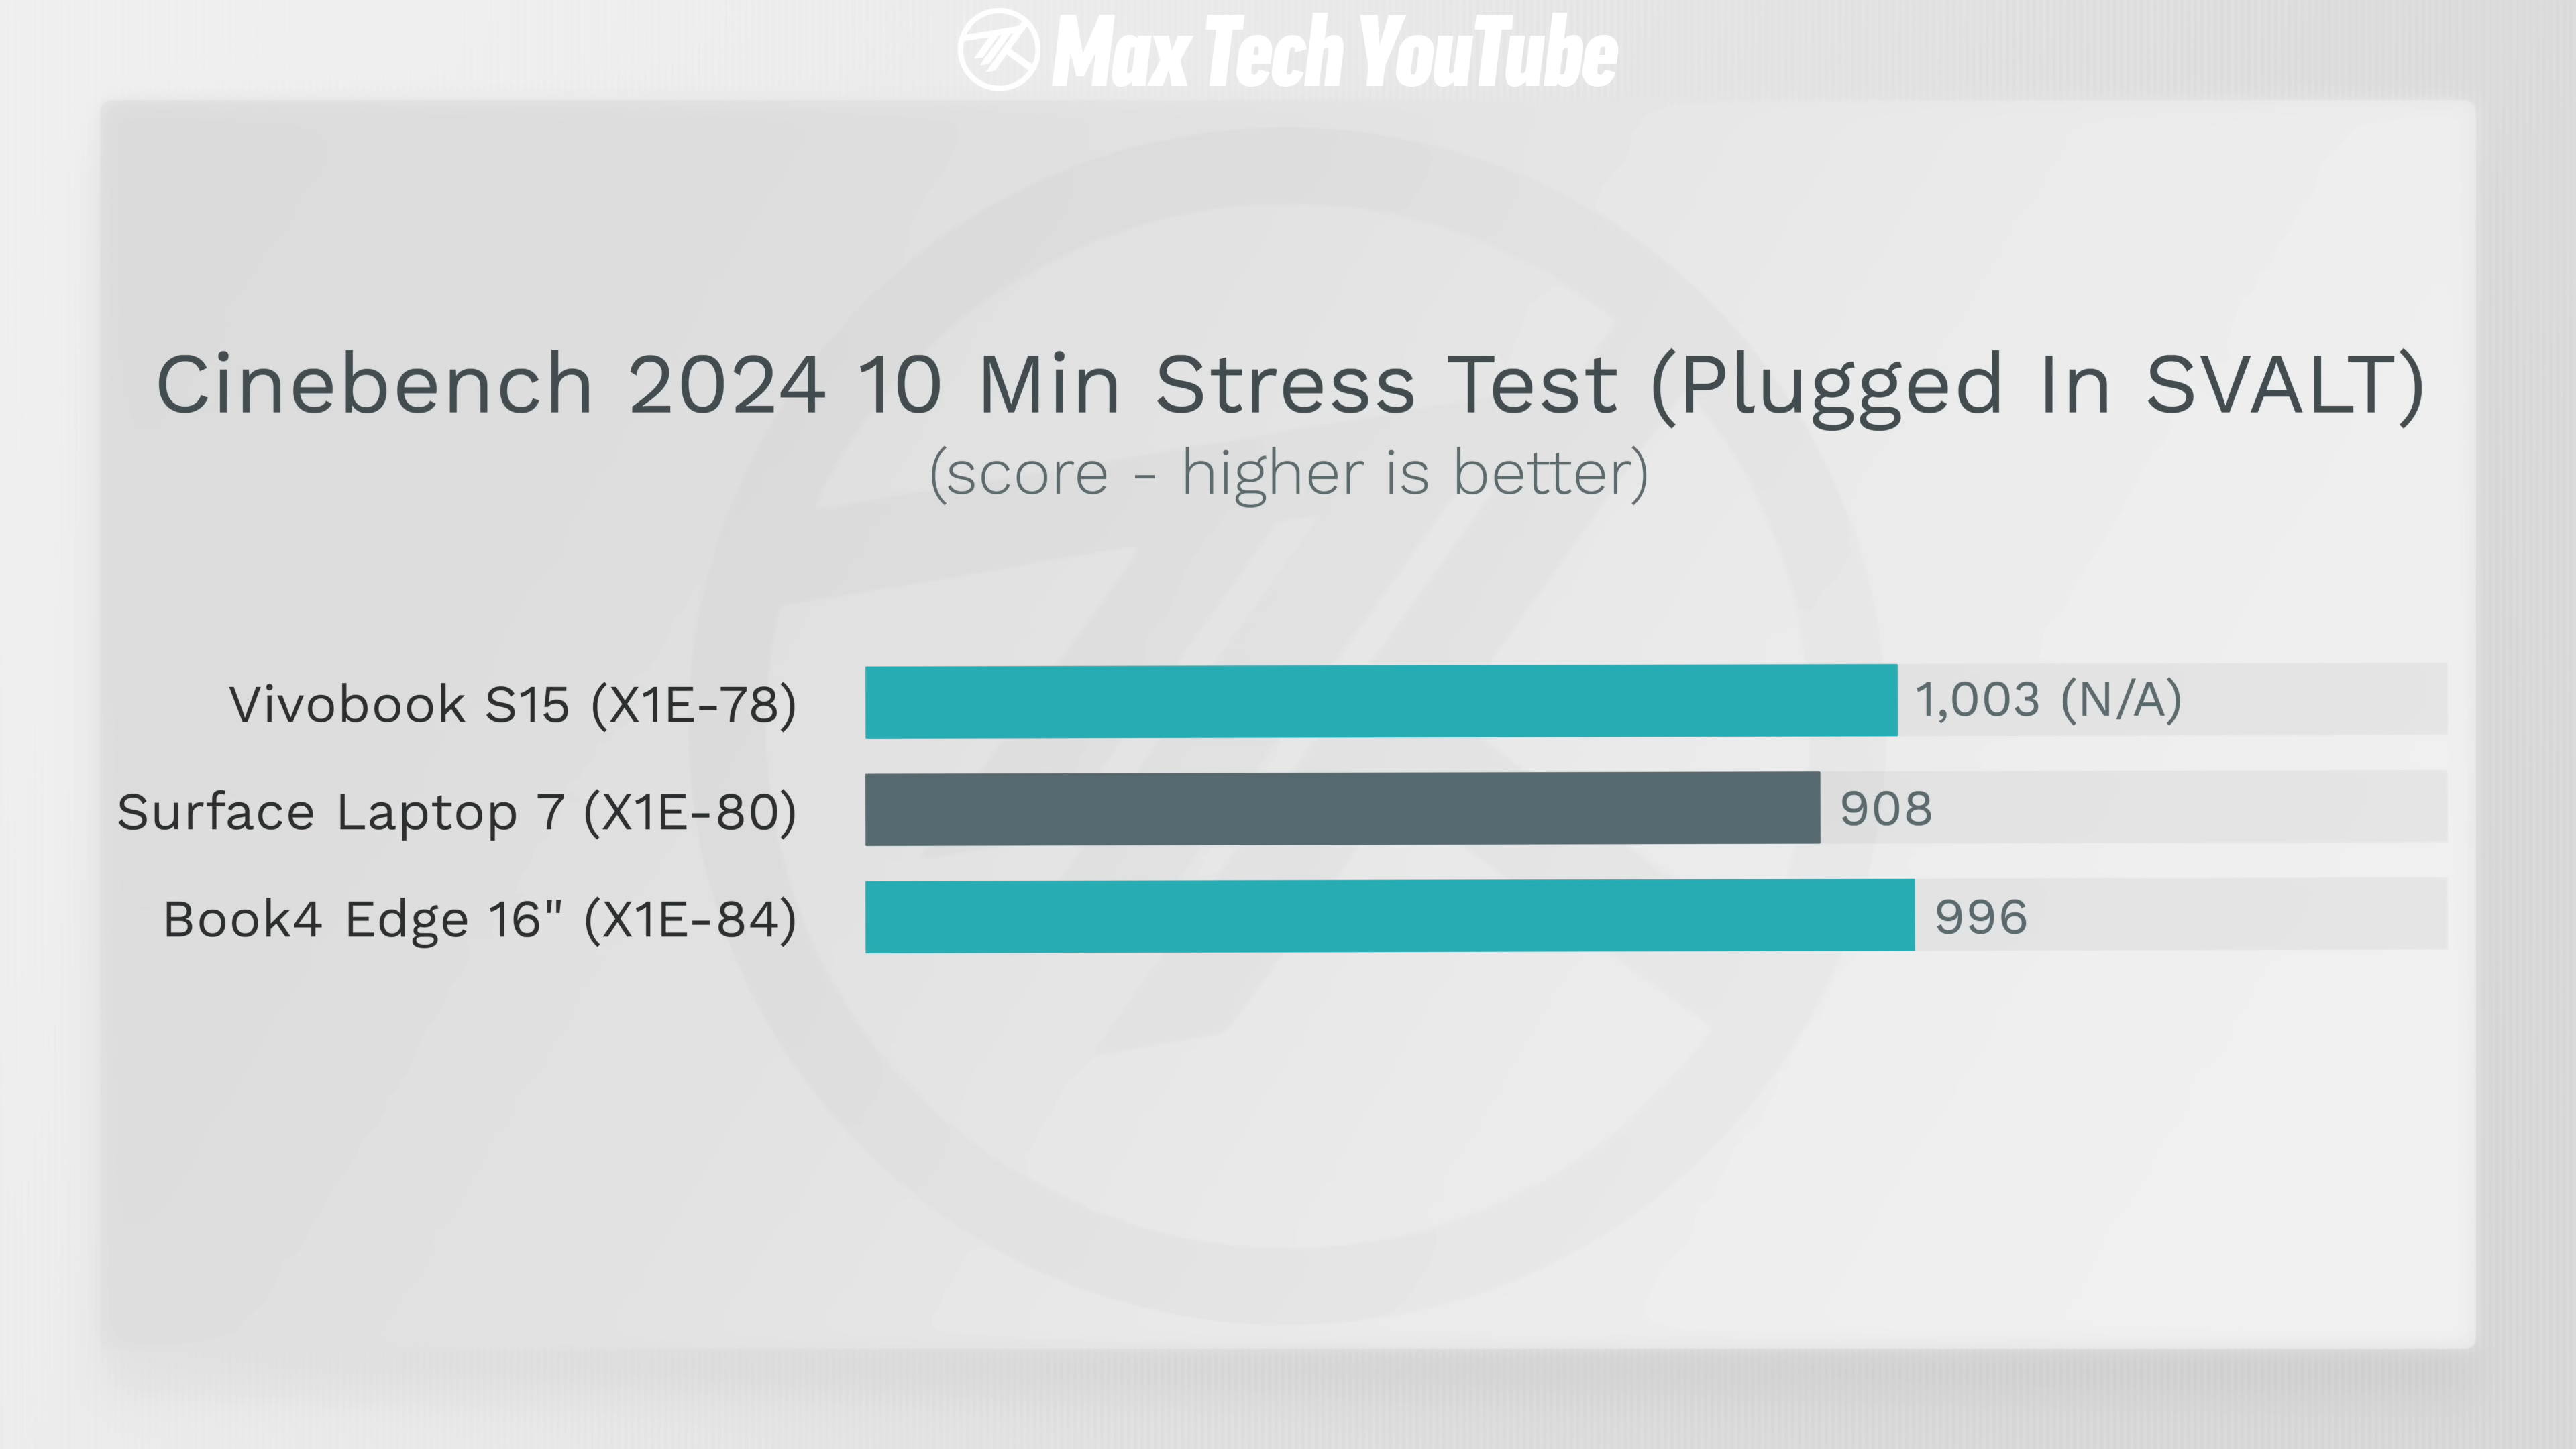 Max Tech YouTube
Cinebench 2024 10 Min Stress Test (Plugged In SVALT)
(score - higher is better)
Vivobook S15 (X1E-78) 1,003 (N/A)
Surface Laptop 7 (X1E-80) 908
Book4 Edge 16" (X1E-84) 996